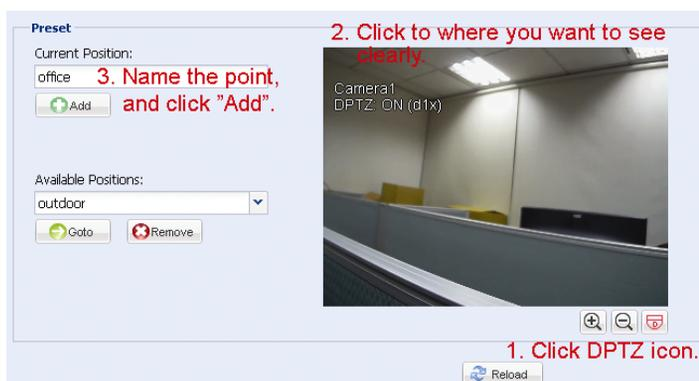 Preset
2. Click to where you want to see
clearly.
Current Position:
office
3. Name the point,
and click "Add".
Add
Camera1
DPTZ: ON (d1x)
Available Positions:
outdoor
Goto
Remove
1. Click DPTZ icon.
Reload